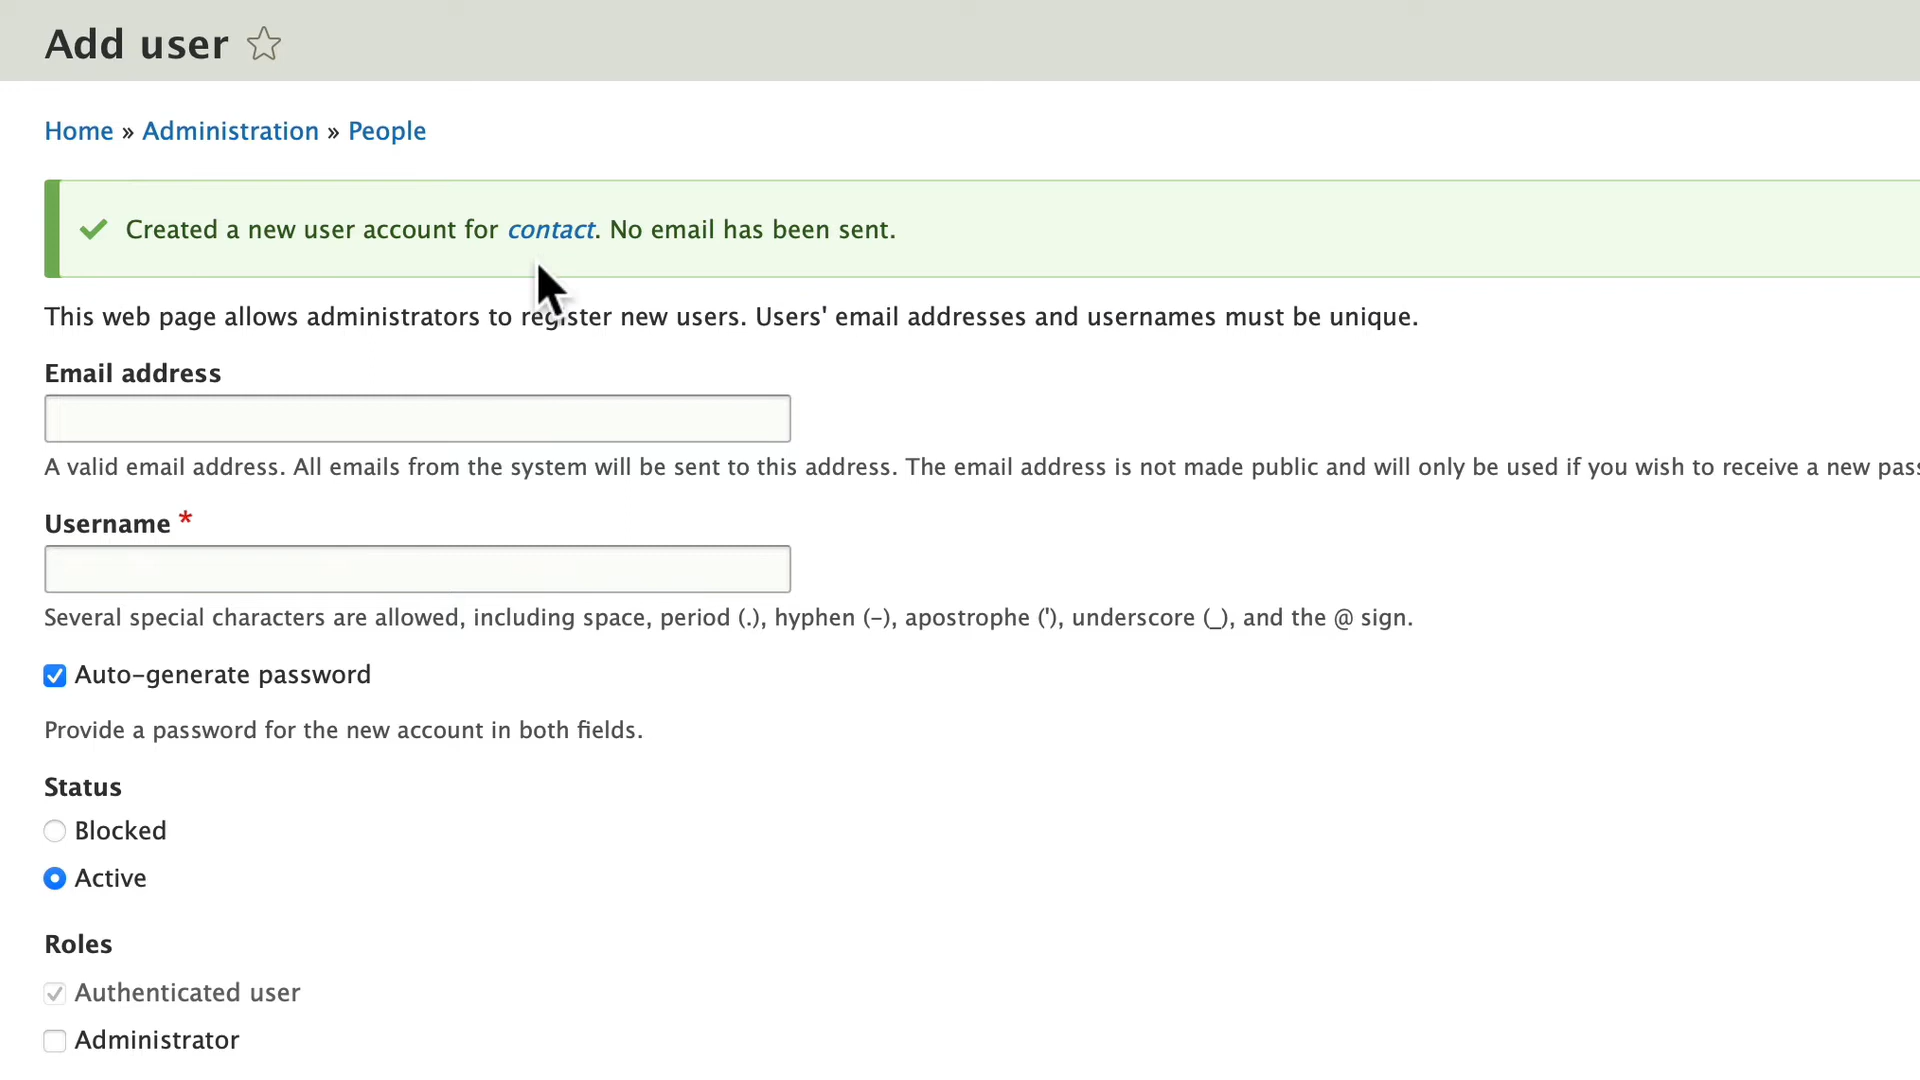 Add user
Home » Administration » People
Created a new user account for contact. No email has been sent.
This web page allows administrators to register new users. Users' email addresses and usernames must be unique.
Email address
A valid email address. All emails from the system will be sent to this address. The email address is not made public and will only be used if you wish to receive a new pass
Username *
Several special characters are allowed, including space, period (.), hyphen (-), apostrophe ('), underscore (_), and the @ sign.
Auto-generate password
Provide a password for the new account in both fields.
Status
Blocked
Active
Roles
Authenticated user
Administrator